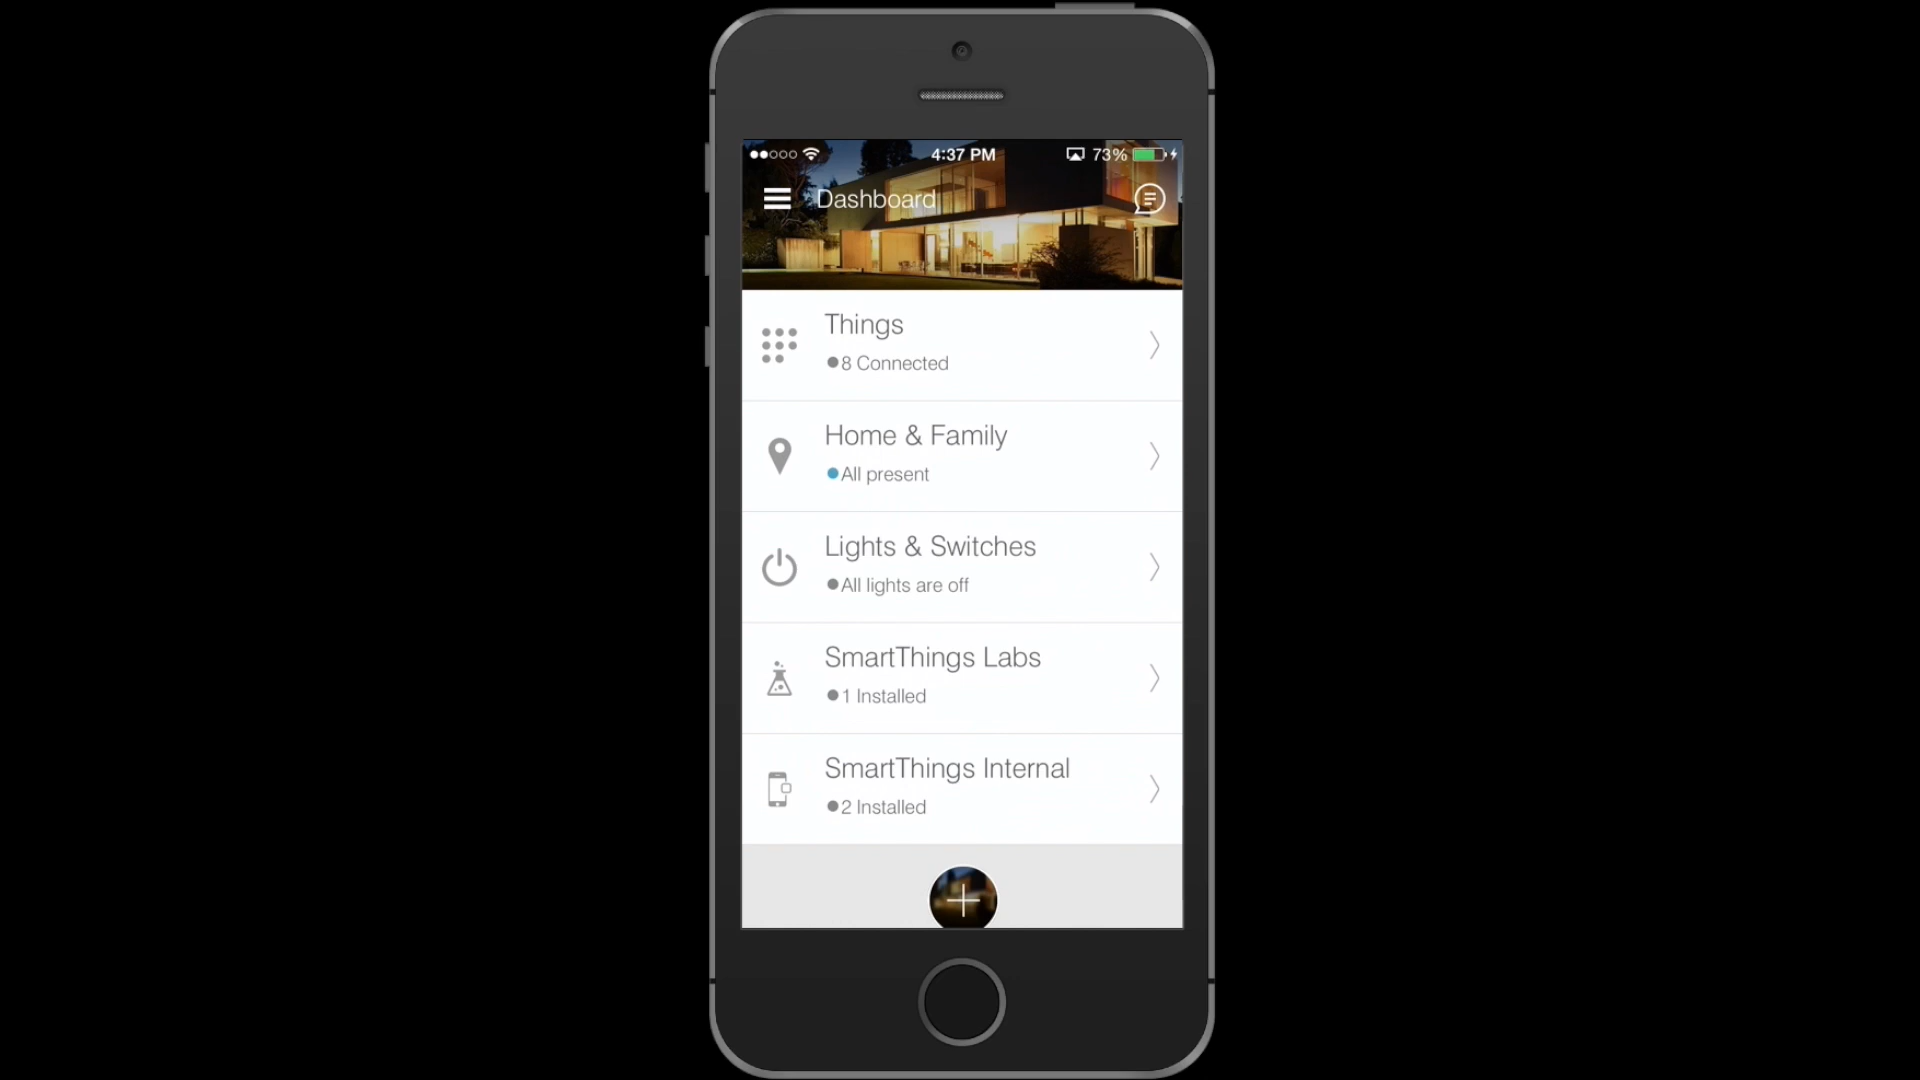 4:37 PM
73%
Dashboard
Things
8 Connected
Home & Family
All present
Lights & Switches
All lights are off
SmartThings Labs
1 Installed
SmartThings Internal
2 Installed